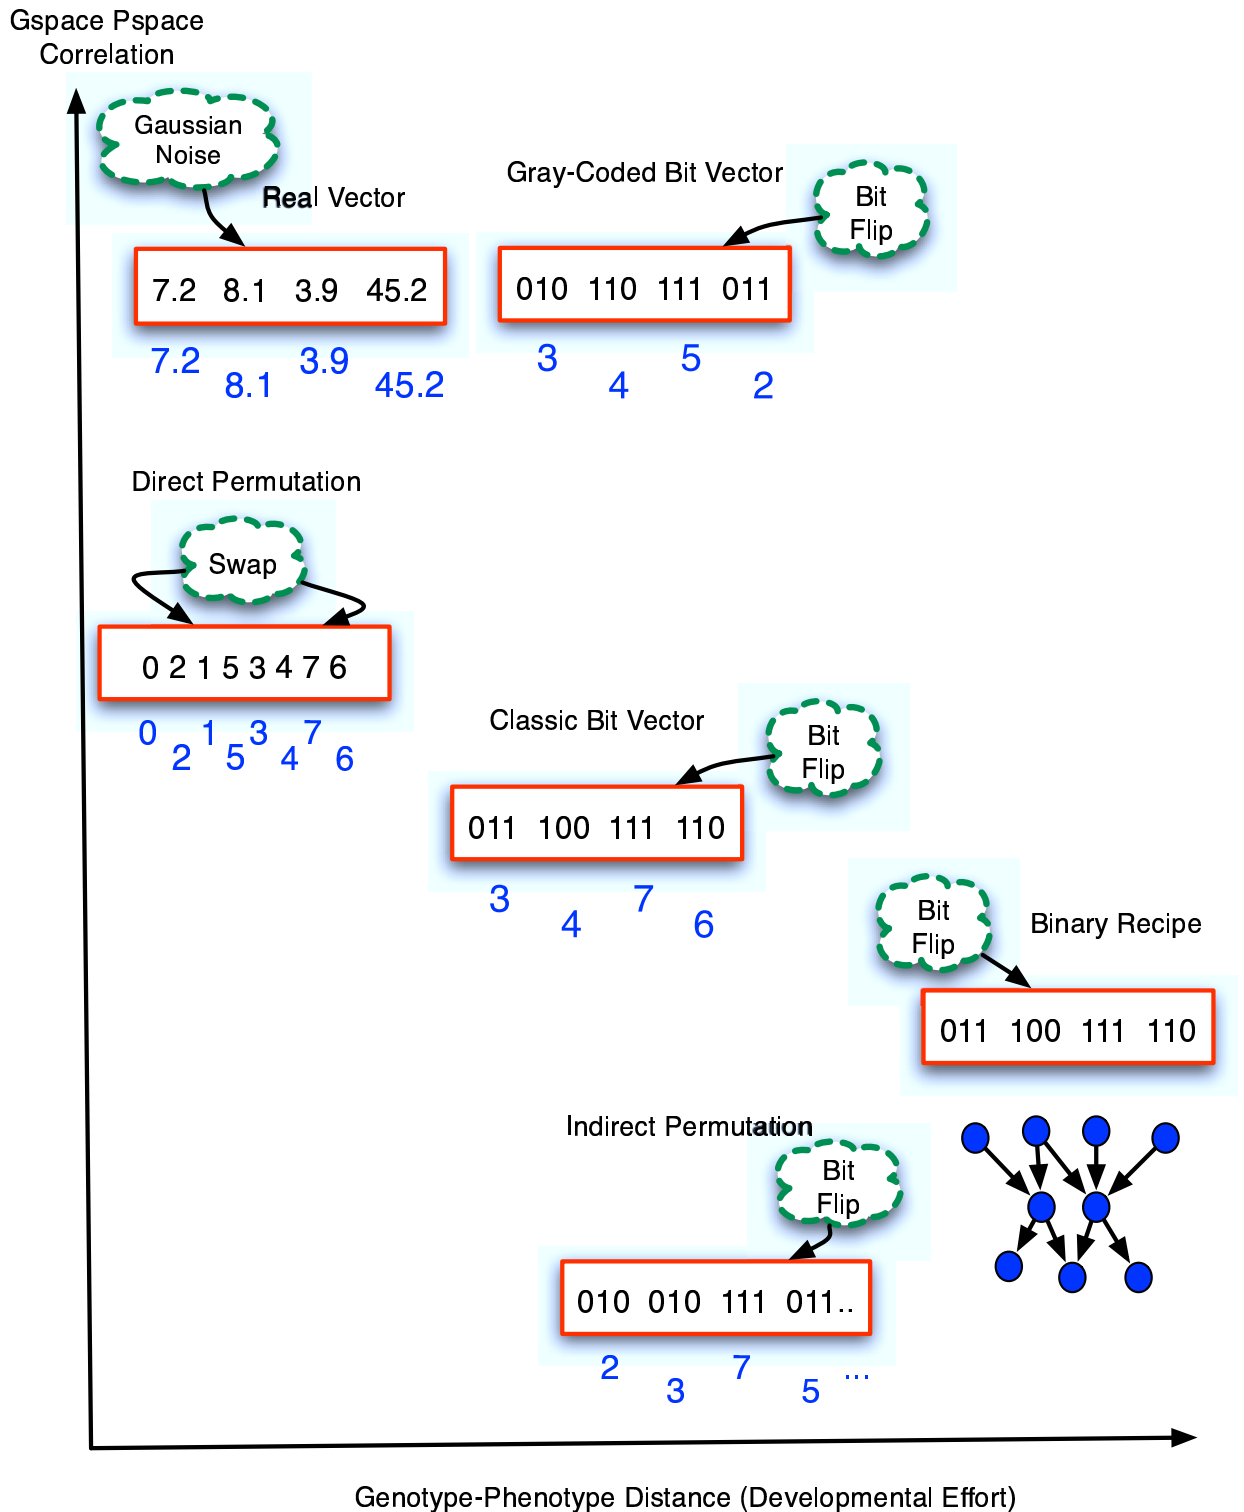 Gspace Pspace
Correlation
Gaussian
Noise
Real Vector
7.2 8.1 3.9 45.2
7.2 8.1 3.9 45.2
Gray-Coded Bit Vector
Bit
Flip
010 110 111 011
3 4 5 2
Direct Permutation
Swap
0 2 1 5 3 4 7 6
0 2 1 5 3 4 7 6
Classic Bit Vector
Bit
Flip
011 100 111 110
3 4 7 6
Bit
Flip
Binary Recipe
011 100 111 110
Indirect Permutation
Bit
Flip
010 010 111 011..
2 3 7 5 ...
Genotype-Phenotype Distance (Developmental Effort)